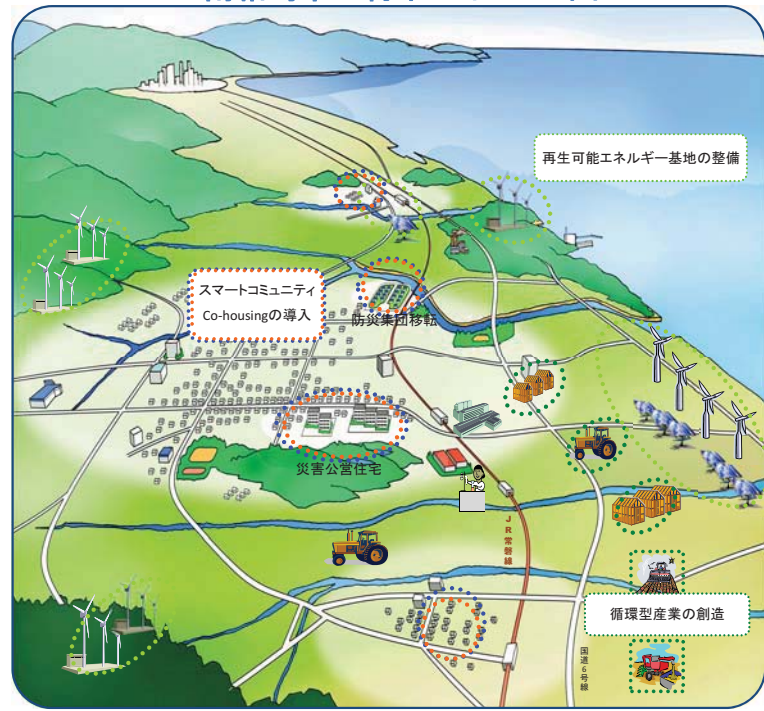 再生可能エネルギー基地の整備
スマートコミュニティ
Co-housingの導入
防災集団移転
災害公営住宅
JR常磐線
循環型産業の創造
国道6号線